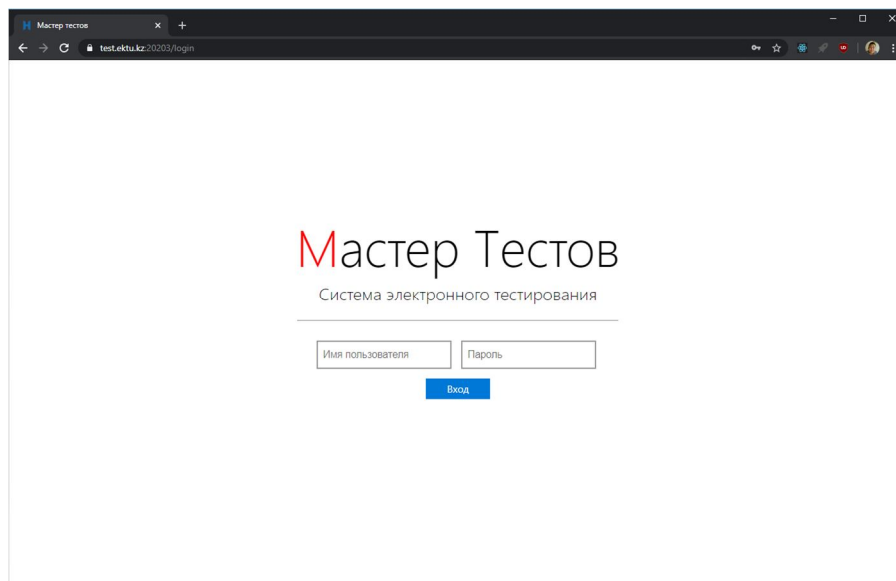 Мастер тестов
test.ektu.kz:20203/login
Мастер Тестов
Система электронного тестирования
Имя пользователя Пароль
Вход